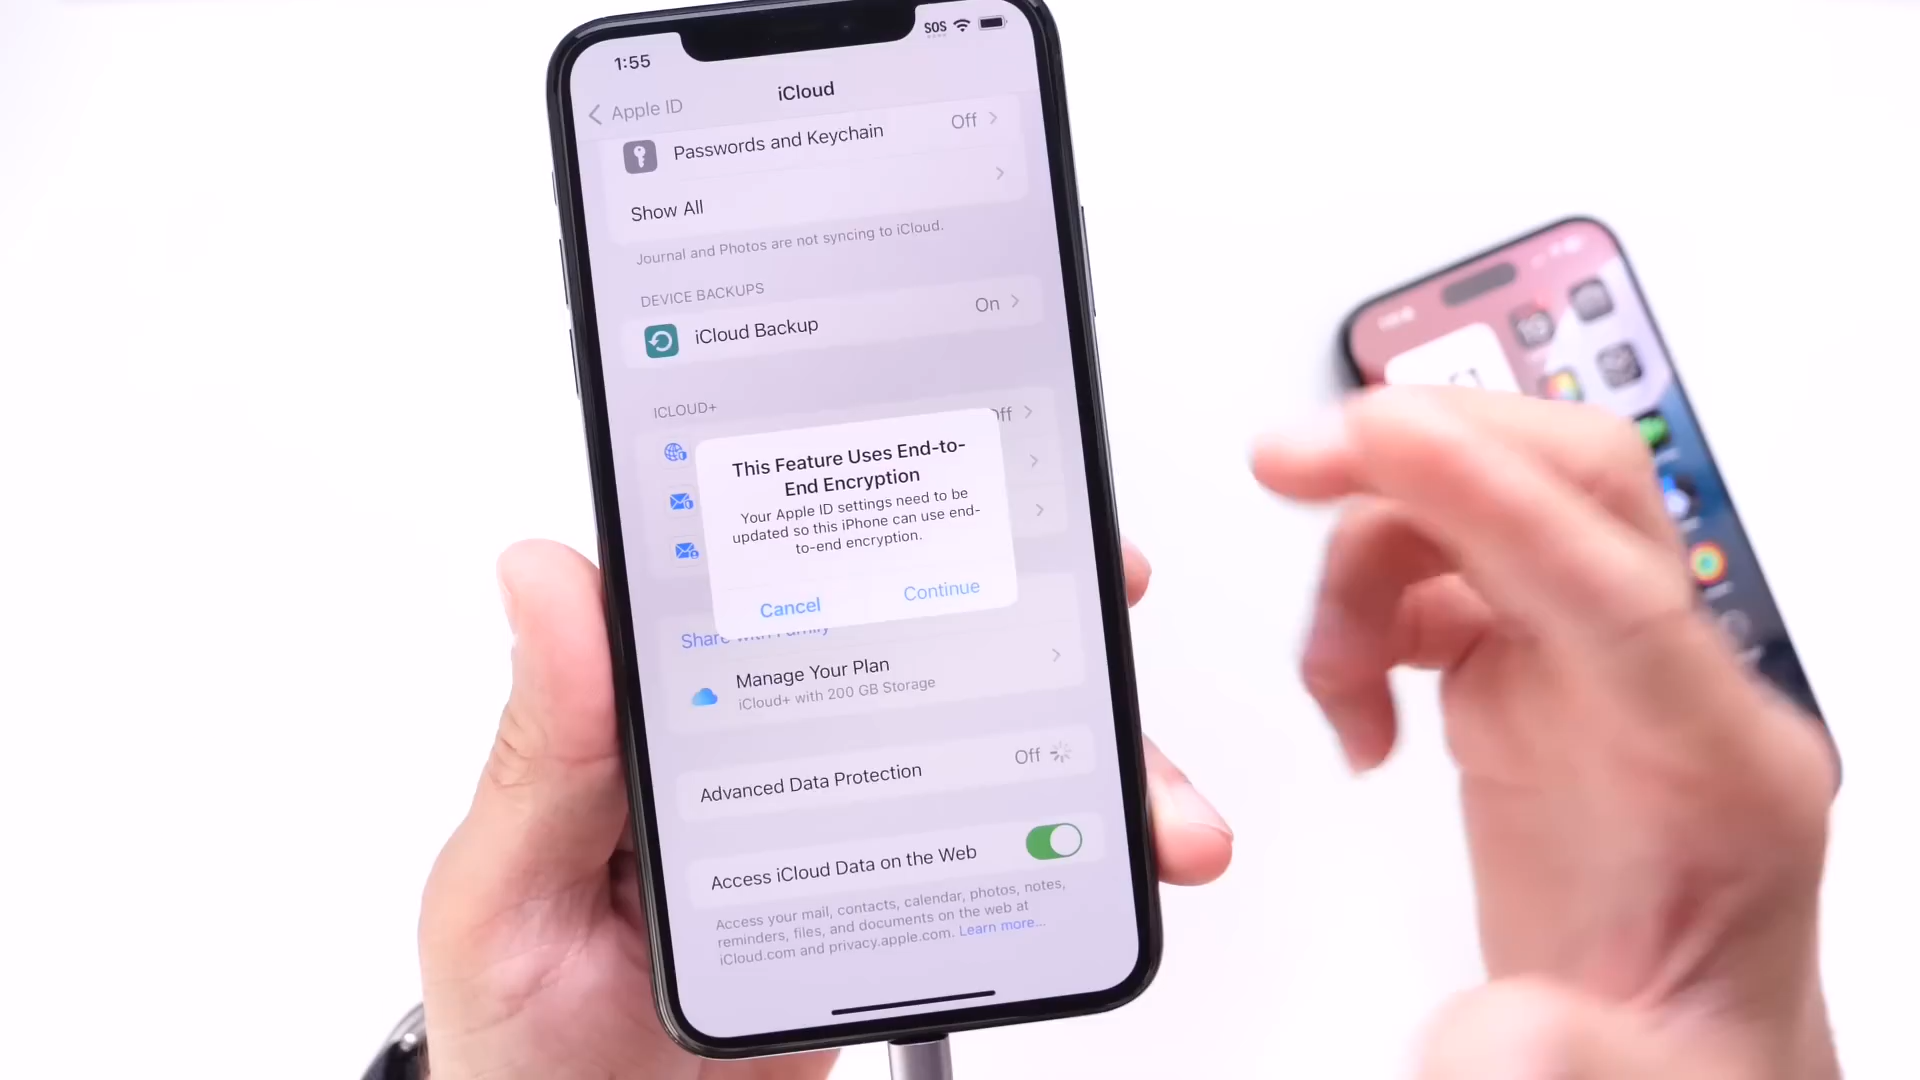 1:55
SOS
Apple ID
iCloud
Passwords and Keychain
Off
Show All
Journal and Photos are not syncing to iCloud.
DEVICE BACKUPS
iCloud Backup
On
ICLOUD+
Off
This Feature Uses End-to-
End Encryption
Your Apple ID settings need to be
updated so this iPhone can use end-
to-end encryption.
Cancel
Continue
Share with Family
Manage Your Plan
iCloud+ with 200 GB Storage
Advanced Data Protection
Off
Access iCloud Data on the Web
Access your mail, contacts, calendar, photos, notes,
reminders, files, and documents on the web at
iCloud.com and privacy.apple.com. Learn more...